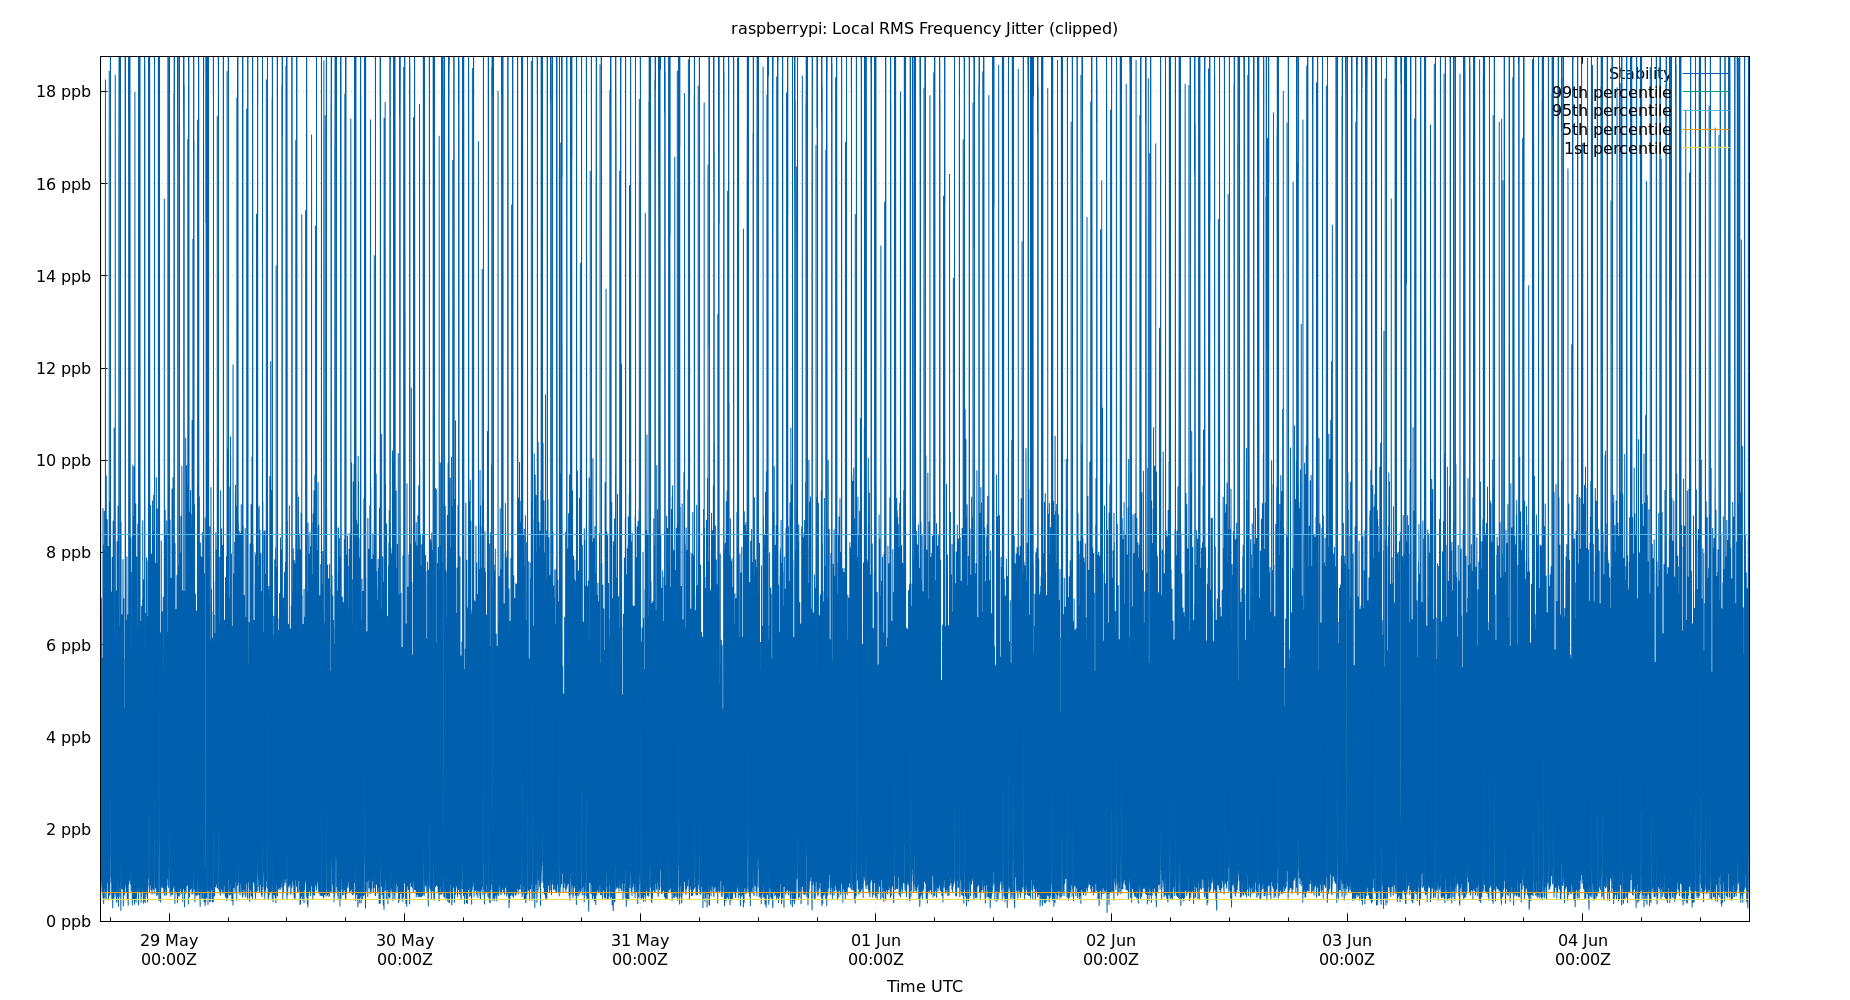 raspberrypi: Local RMS Frequency Jitter (clipped)
Stability
99th percentile
95th percentile
5th percentile
1st percentile
18 ppb
16 ppb
14 ppb
12 ppb
10 ppb
8 ppb
6 ppb
4 ppb
2 ppb
0 ppb
29 May 30 May 31 May 01 Jun 02 Jun 03 Jun 04 Jun
00:00Z 00:00Z 00:00Z 00:00Z 00:00Z 00:00Z 00:00Z
Time UTC